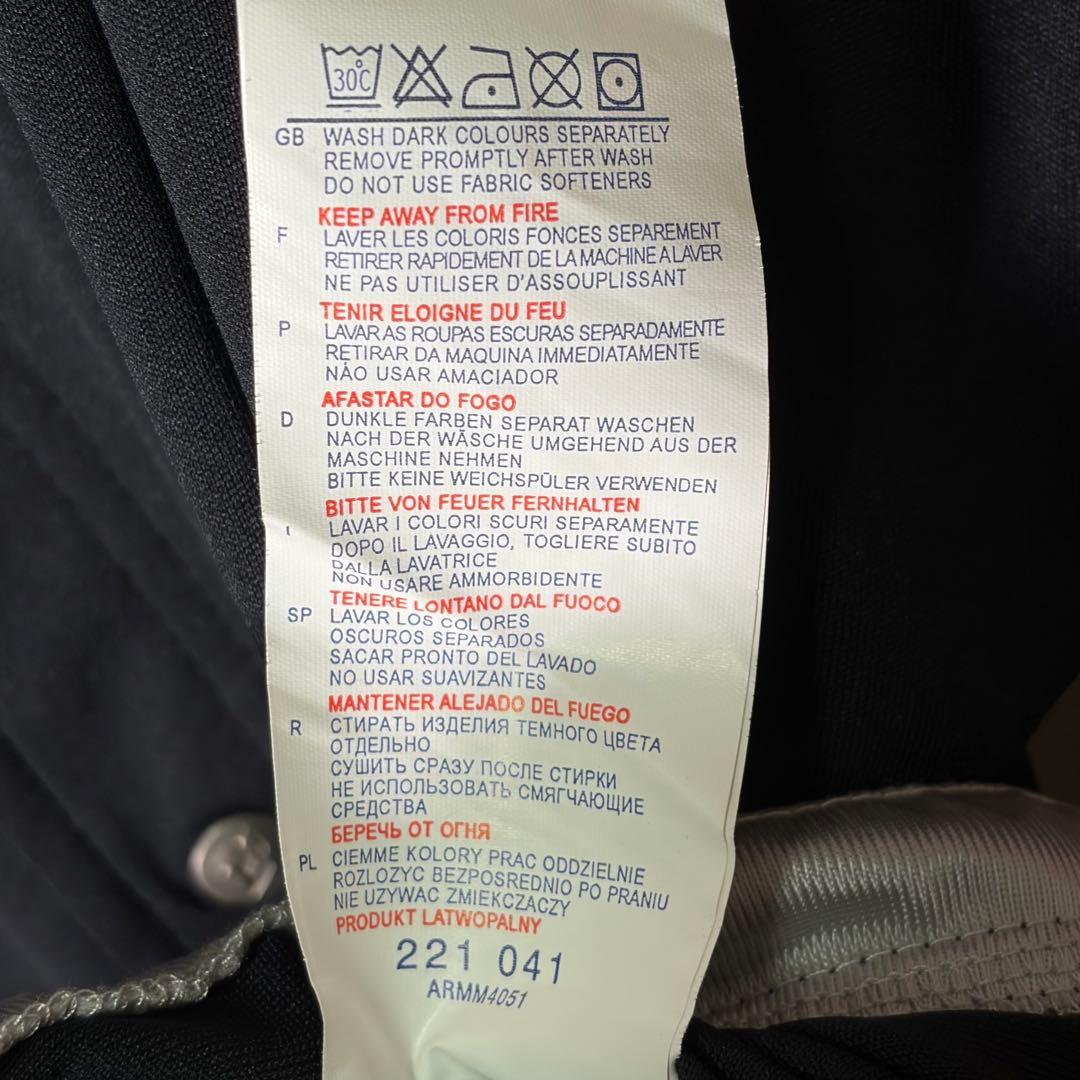 30°C
GB WASH DARK COLOURS SEPARATELY
REMOVE PROMPTLY AFTER WASH
DO NOT USE FABRIC SOFTENERS
KEEP AWAY FROM FIRE
F LAVER LES COLORIS FONCES SEPAREMENT
RETIRER RAPIDEMENT DE LA MACHINE A LAVER
NE PAS UTILISER D'ASSOUPLISSANT
TENIR ELOIGNE DU FEU
P LAVAR AS ROUPAS ESCURAS SEPARADAMENTE
RETIRAR DA MAQUINA IMMEDIATAMENTE
NÃO USAR AMACIADOR
AFASTAR DO FOGO
D DUNKLE FARBEN SEPARAT WASCHEN
NACH DER WÄSCHE UMGEHEND AUS DER
MASCHINE NEHMEN
BITTE KEINE WEICHSPÜLER VERWENDEN
BITTE VON FEUER FERNHALTEN
I LAVAR I COLORI SCURI SEPARAMENTE
DOPO IL LAVAGGIO, TOGLIERE SUBITO
DALLA LAVATRICE
NON USARE AMMORBIDENTE
TENERE LONTANO DAL FUOCO
SP LAVAR LOS COLORES
OSCUROS SEPARADOS
SACAR PRONTO DEL LAVADO
NO USAR SUAVIZANTES
MANTENER ALEJADO DEL FUEGO
R СТИРАТЬ ИЗДЕЛИЯ ТЕМНОГО ЦВЕТА
ОТДЕЛЬНО
СУШИТЬ СРАЗУ ПОСЛЕ СТИРКИ
НЕ ИСПОЛЬЗОВАТЬ СМЯГЧАЮЩИЕ
СРЕДСТВА
БЕРЕЧЬ ОТ ОГНЯ
PL CIEMME KOLORY PRAC ODDZIELNIE
ROZLOZYC BEZPOSREDNIO PO PRANIU
NIE UZYWAC ZMIEKCZACZY
PRODUKT LATWOPALNY
221 041
ARMM4051